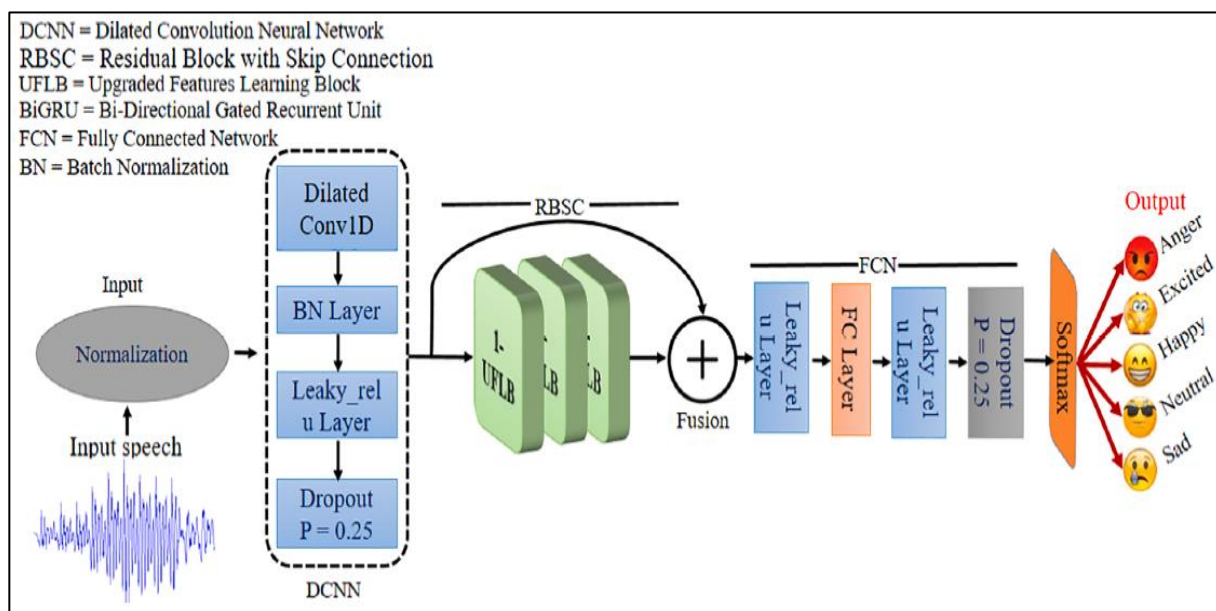 DCNN = Dilated Convolution Neural Network
RBSC = Residual Block with Skip Connection
UFLB = Upgraded Features Learning Block
BiGRU = Bi-Directional Gated Recurrent Unit
FCN = Fully Connected Network
BN = Batch Normalization
Input
Normalization
Input speech
Dilated
Conv1D
BN Layer
Leaky_rel
u Layer
Dropout
P = 0.25
DCNN
RBSC
1-
UFLB
-
LB
-
LB
Fusion
FCN
Leaky_rel
u Layer
FC Layer
Leaky_rel
u Layer
Dropout
P = 0.25
Softmax
Output
Anger
Excited
Happy
Neutral
Sad